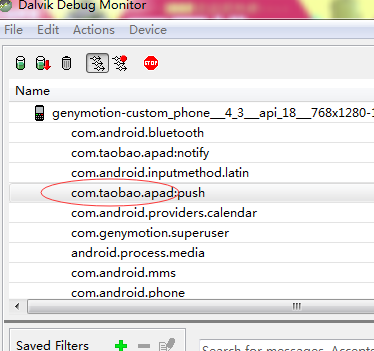 Dalvik Debug Monitor
File Edit Actions Device
STOP
Name
genymotion-custom_phone__4_3__api_18__768x1280-1
com.android.bluetooth
com.taobao.apad:notify
com.android.inputmethod.latin
com.taobao.apad:push
com.android.providers.calendar
com.genymotion.superuser
android.process.media
com.android.mms
com.android.phone
Saved Filters
Search for messages. Accepts